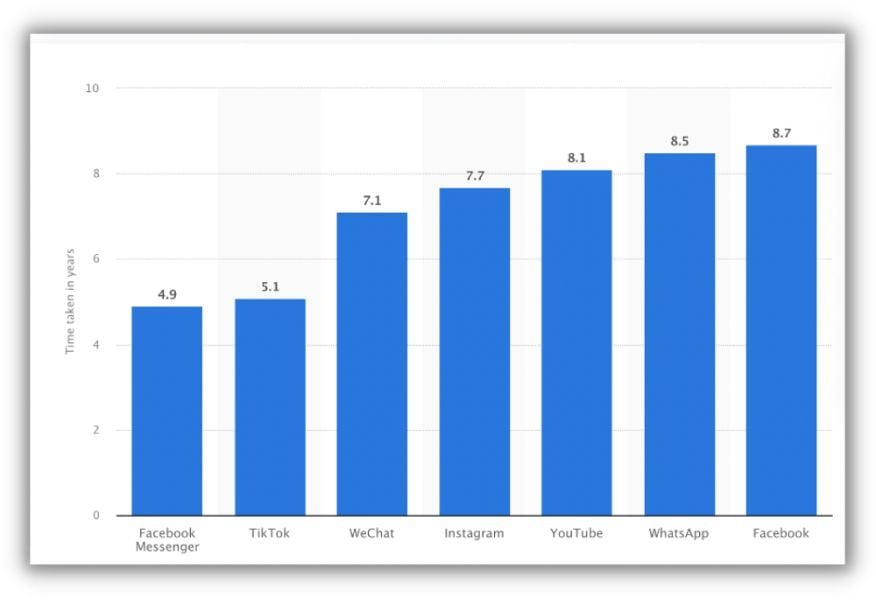 10
8
6
4
2
0
Time taken in years
4.9
5.1
7.1
7.7
8.1
8.5
8.7
Facebook
Messenger
TikTok
WeChat
Instagram
YouTube
WhatsApp
Facebook